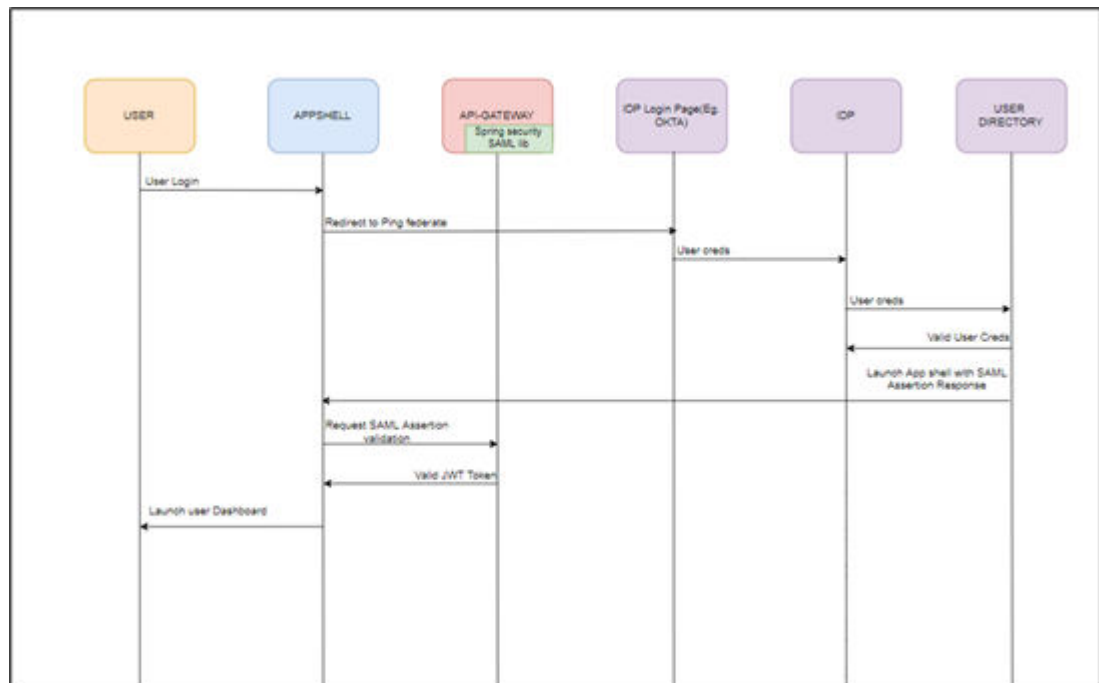 USER
APPSHELL
API-GATEWAY
Spring security
SAML lib
IDP Login Page(Eg.
OKTA)
IDP
USER
DIRECTORY
User Login
Redirect to Ping federate
User creds
User creds
Valid User Creds
Launch App shell with SAML
Assertion Response
Request SAML Assertion
validation
Valid JWT Token
Launch user Dashboard